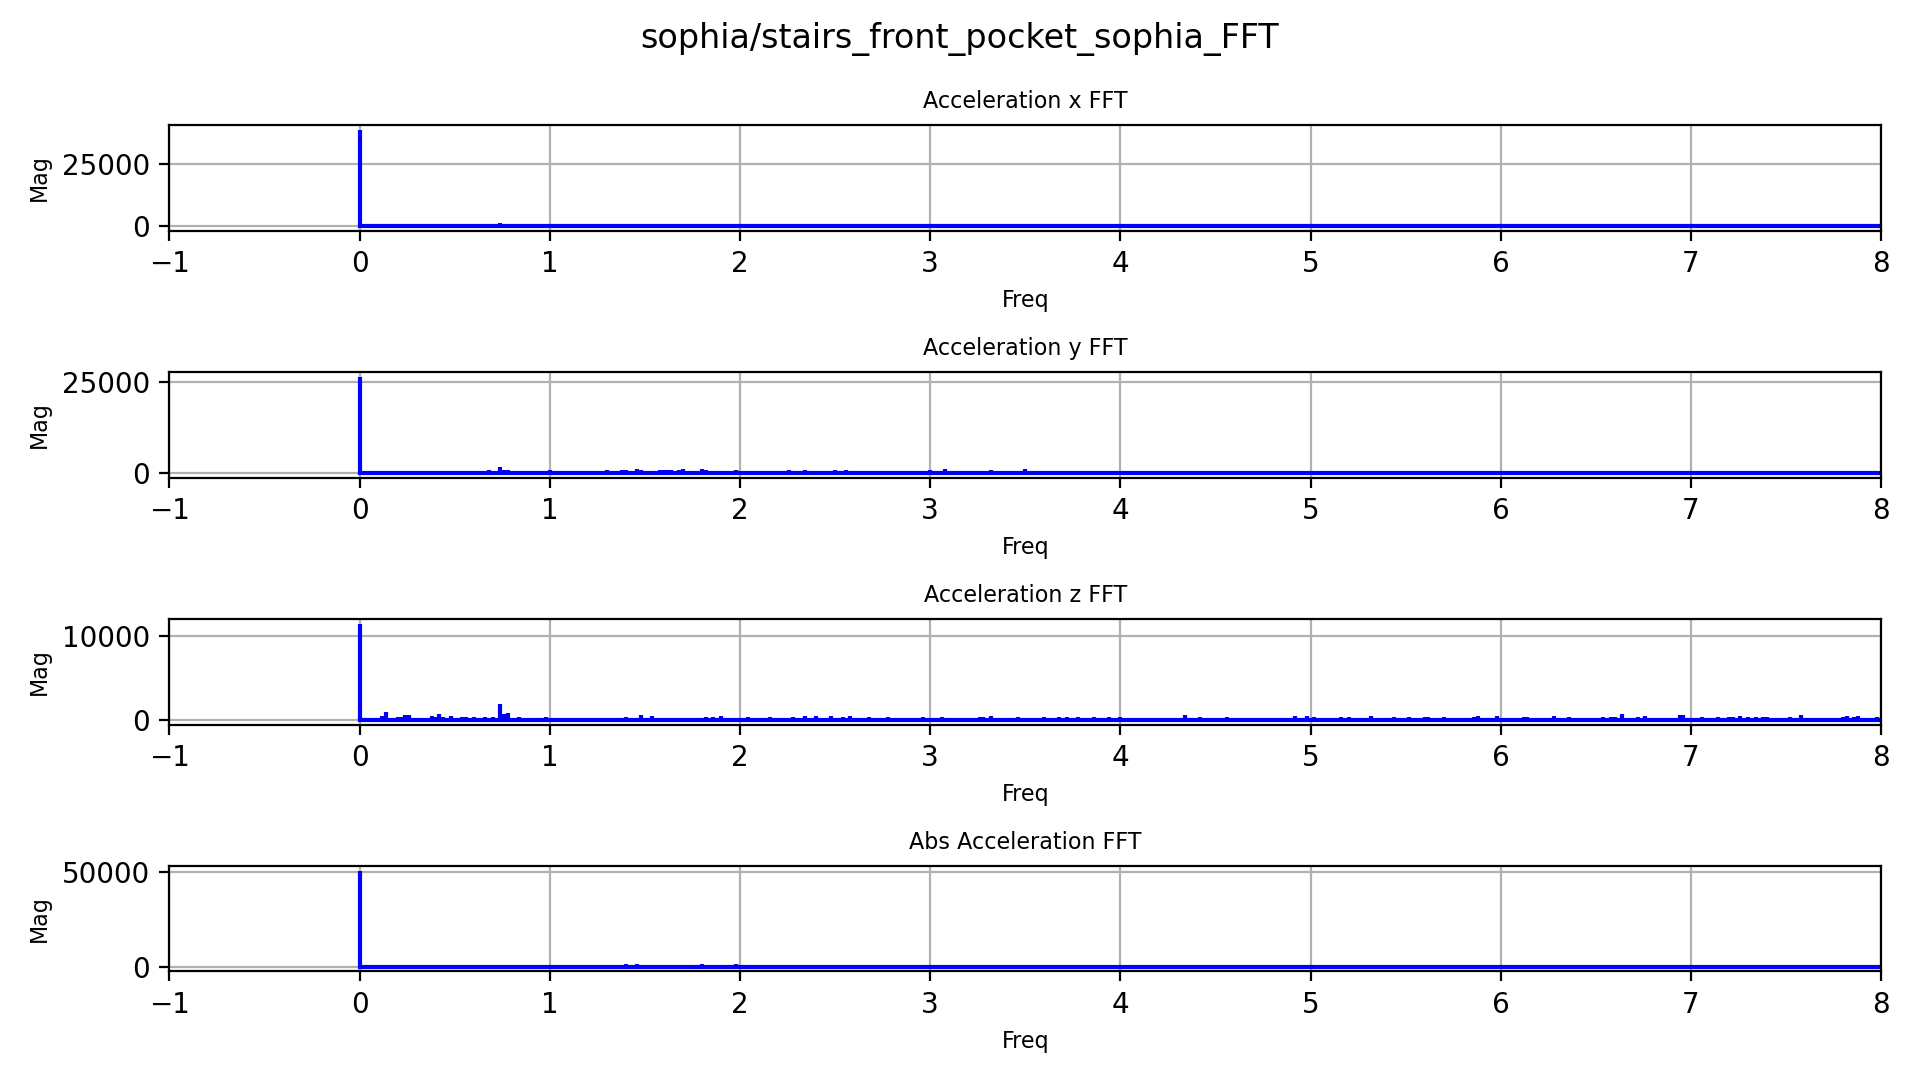 sophia/stairs_front_pocket_sophia_FFT
Acceleration x FFT
Mag
25000
0
−1 0 1 2 3 4 5 6 7 8
Freq
Acceleration y FFT
Mag
25000
0
−1 0 1 2 3 4 5 6 7 8
Freq
Acceleration z FFT
Mag
10000
0
−1 0 1 2 3 4 5 6 7 8
Freq
Abs Acceleration FFT
Mag
50000
0
−1 0 1 2 3 4 5 6 7 8
Freq